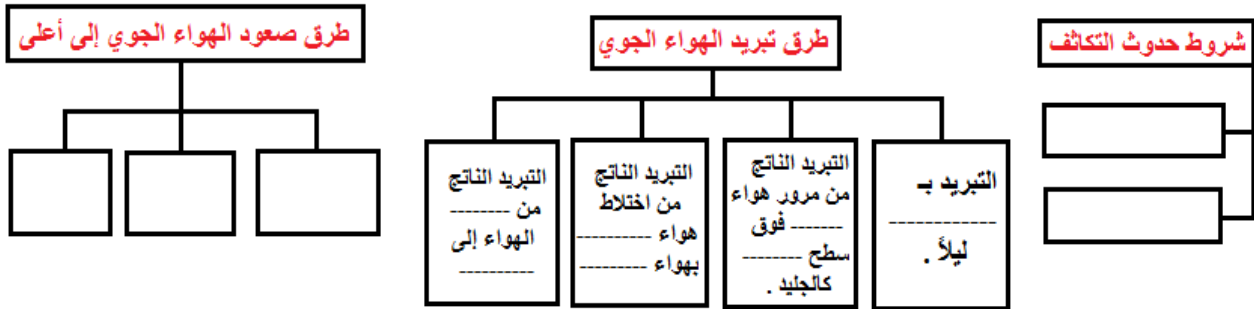 شروط حدوث التكاثف
طرق تبريد الهواء الجوي
التبريد بـ
------------
ليلاً .
التبريد الناتج
من مرور هواء
-------- فوق
سطح --------
كالجليد .
التبريد الناتج
من اختلاط
هواء ----------
بهواء ---------
التبريد الناتج
من --------
الهواء إلى
-----------
طرق صعود الهواء الجوي إلى أعلى